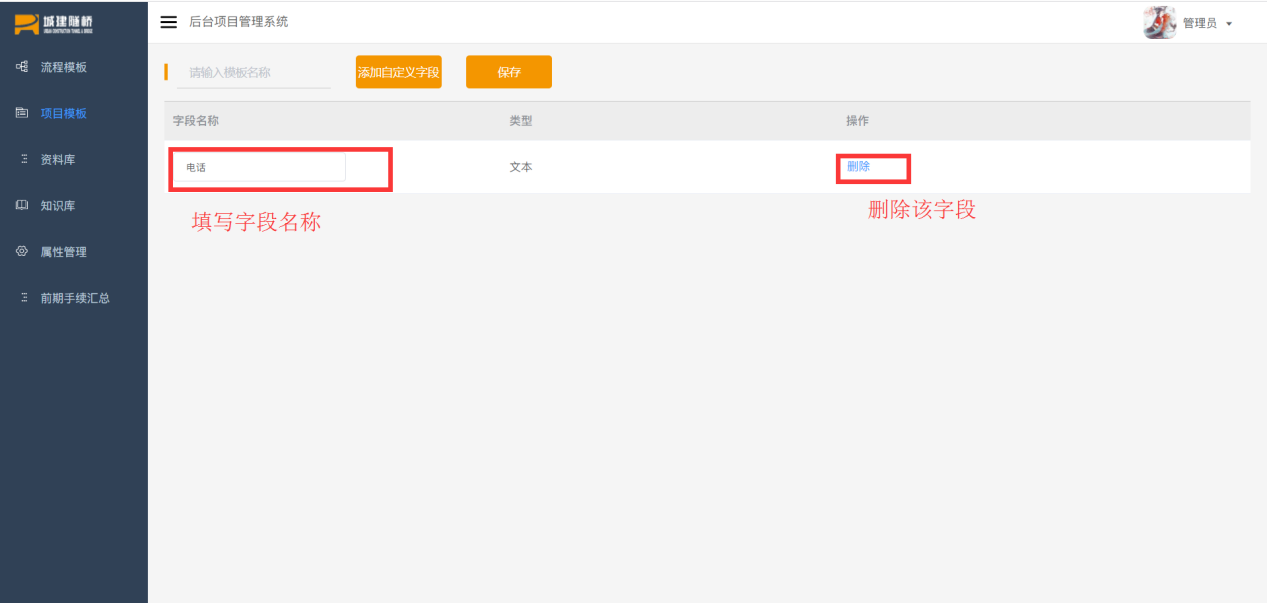 城建隧桥
后台项目管理系统
管理员
流程模板
项目模板
资料库
知识库
属性管理
前期手续汇总
请输入模板名称
添加自定义字段
保存
字段名称
类型
操作
电话
文本
删除
填写字段名称
删除该字段